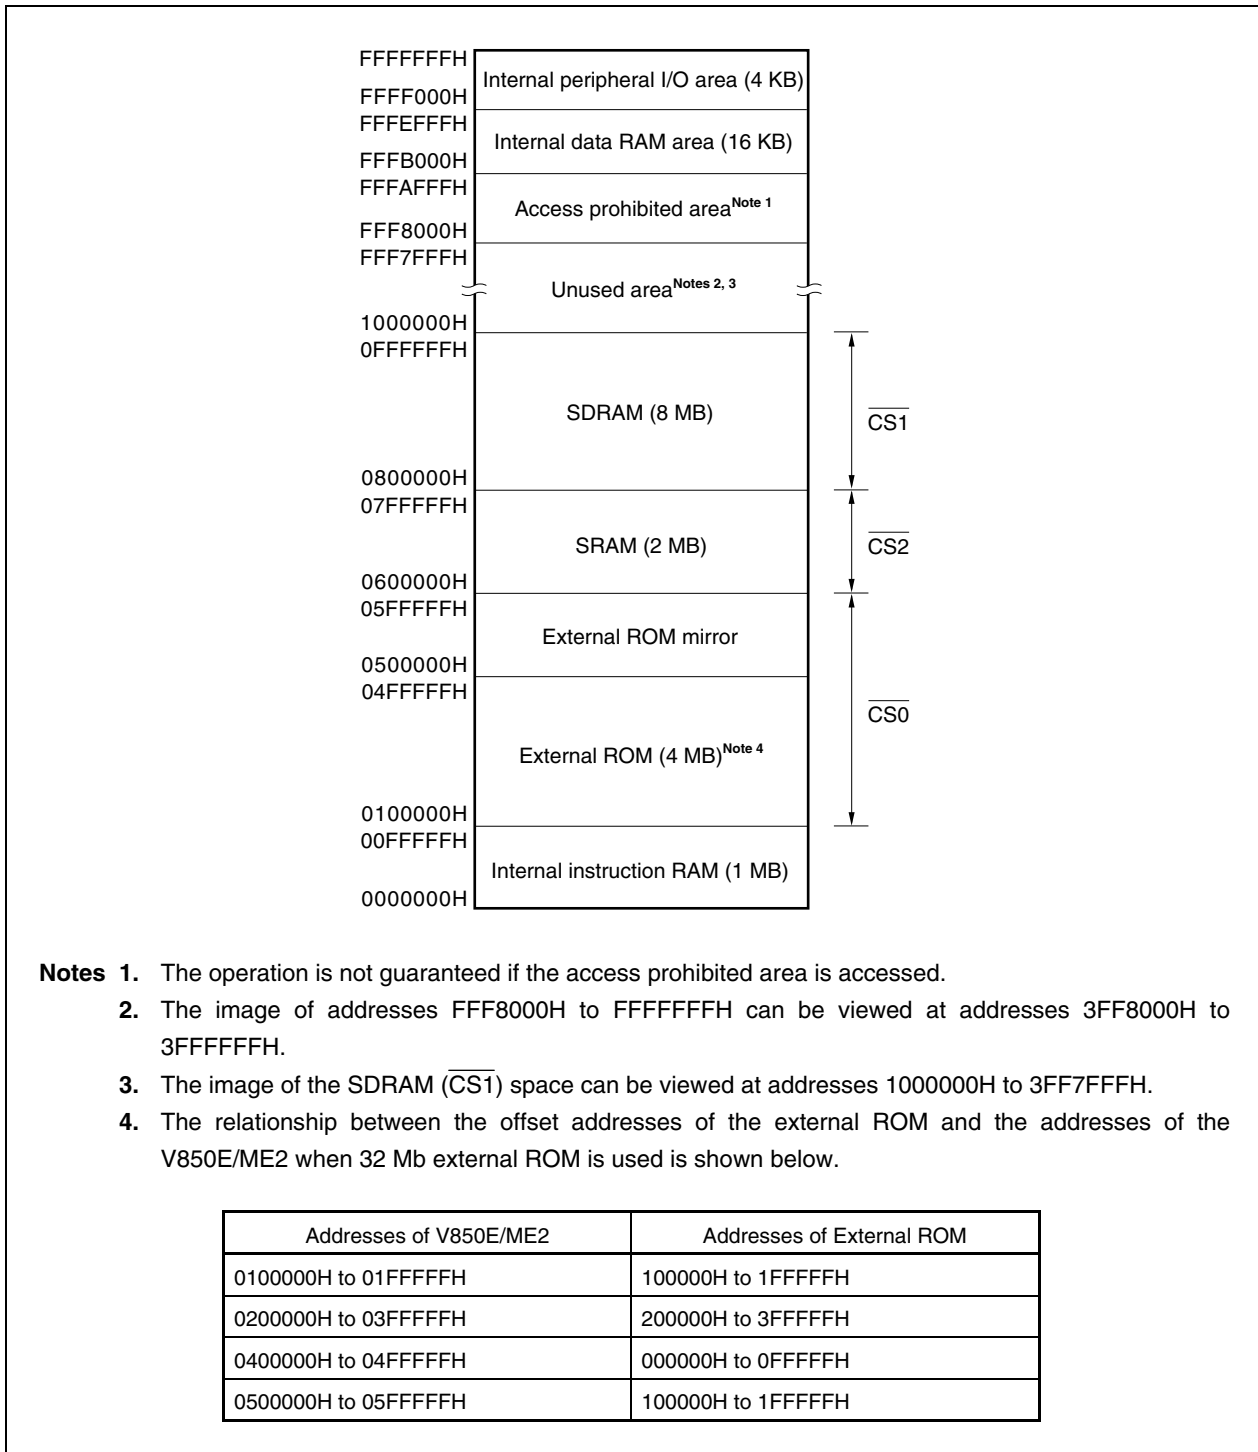 FFFFFFFH
Internal peripheral I/O area (4 KB)
FFFF000H
FFFEFFFH
Internal data RAM area (16 KB)
FFFB000H
FFFAFFFH
Access prohibited areaNote 1
FFF8000H
FFF7FFFH
Unused areaNotes 2, 3
1000000H
0FFFFFFH
SDRAM (8 MB)
CS1
0800000H
07FFFFFH
SRAM (2 MB)
CS2
0600000H
05FFFFFH
External ROM mirror
0500000H
04FFFFFH
CS0
External ROM (4 MB)Note 4
0100000H
00FFFFFH
Internal instruction RAM (1 MB)
0000000H
Notes 1. The operation is not guaranteed if the access prohibited area is accessed.
2. The image of addresses FFF8000H to FFFFFFFH can be viewed at addresses 3FF8000H to
3FFFFFFH.
3. The image of the SDRAM (CS1) space can be viewed at addresses 1000000H to 3FF7FFFH.
4. The relationship between the offset addresses of the external ROM and the addresses of the
V850E/ME2 when 32 Mb external ROM is used is shown below.
Addresses of V850E/ME2 Addresses of External ROM
0100000H to 01FFFFFH 100000H to 1FFFFFH
0200000H to 03FFFFFH 200000H to 3FFFFFH
0400000H to 04FFFFFH 000000H to 0FFFFFH
0500000H to 05FFFFFH 100000H to 1FFFFFH